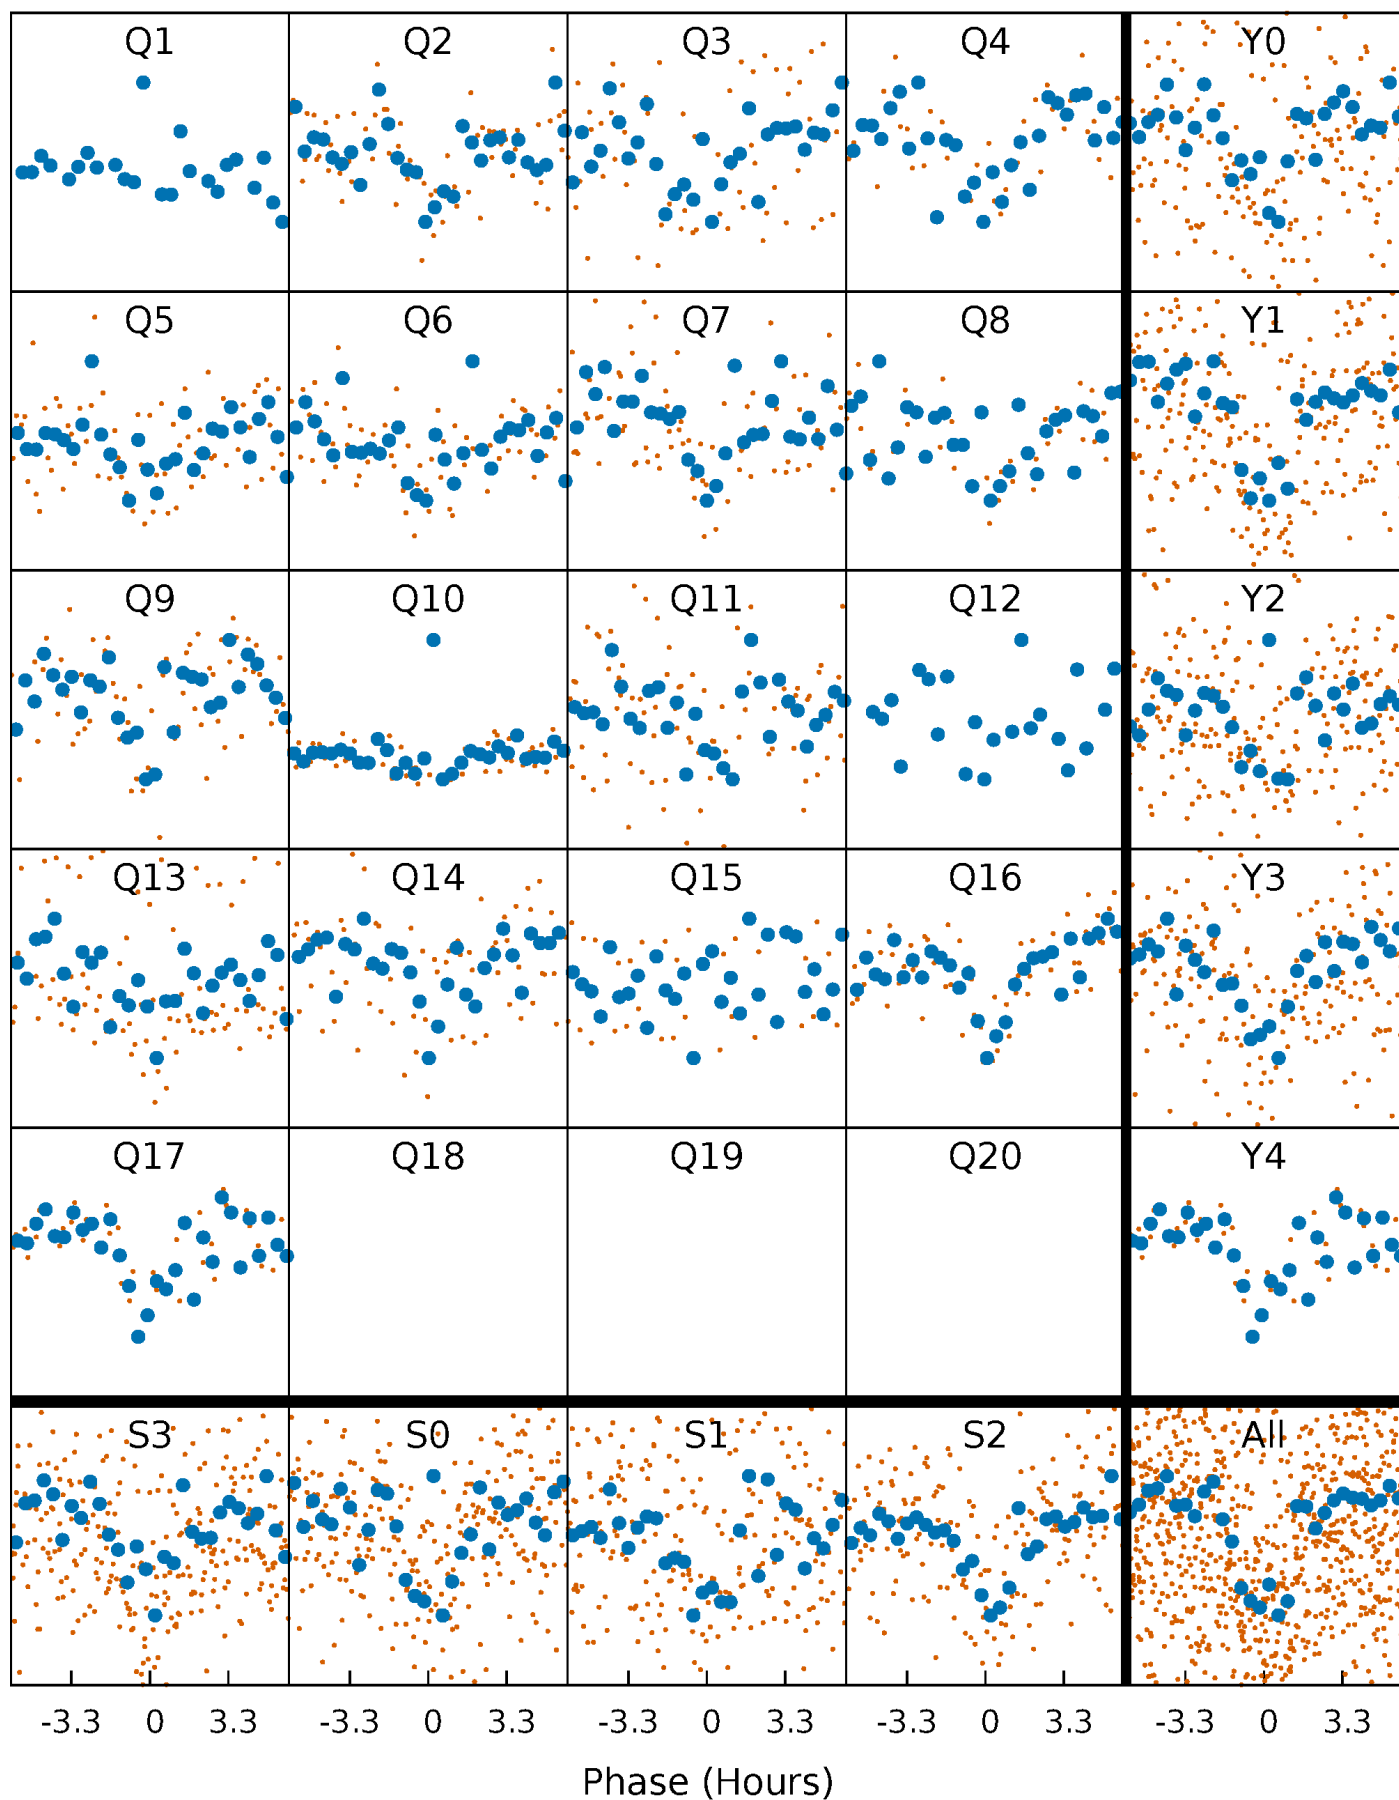 Q1 Q2 Q3 Q4 Y0
Q5 Q6 Q7 Q8 Y1
Q9 Q10 Q11 Q12 Y2
Q13 Q14 Q15 Q16 Y3
Q17 Q18 Q19 Q20 Y4
S3 S0 S1 S2 All
-3.3 0 3.3 -3.3 0 3.3 -3.3 0 3.3 -3.3 0 3.3 -3.3 0 3.3
Phase (Hours)